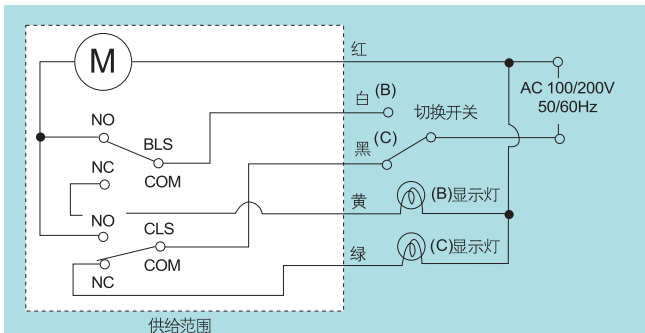 红
M
AC 100/200V
50/60Hz
白 (B)
切换开关
NO
BLS
COM
黑 (C)
NC
黄
(B)显示灯
NO
CLS
COM
绿
(C)显示灯
NC
供给范围